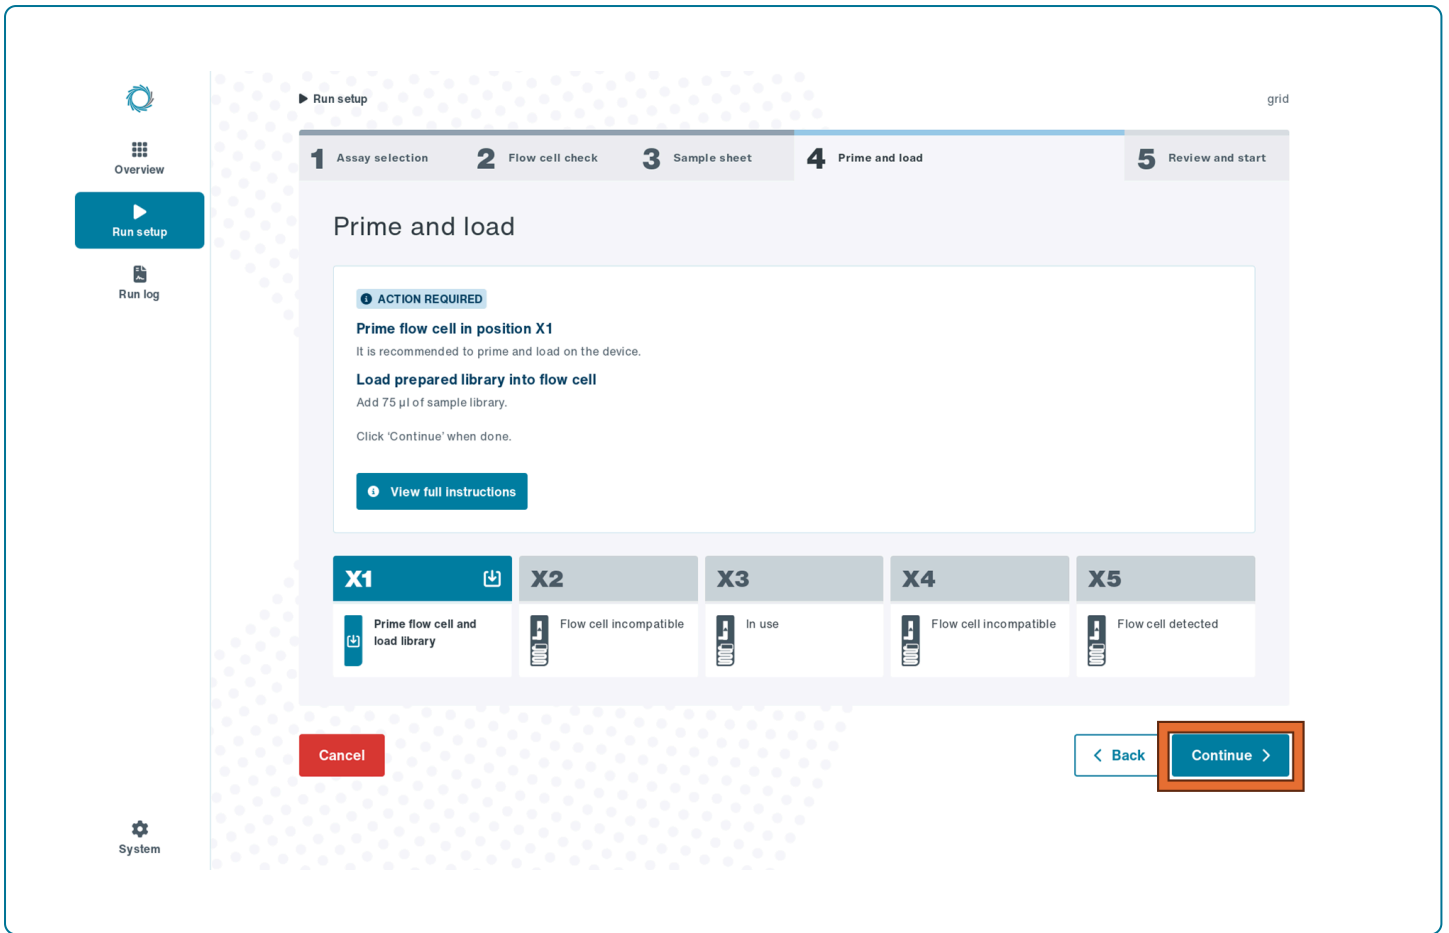 Run setup
grid
Overview
Run setup
Run log
System
1 Assay selection
2 Flow cell check
3 Sample sheet
4 Prime and load
5 Review and start
Prime and load
ACTION REQUIRED
Prime flow cell in position X1
It is recommended to prime and load on the device.
Load prepared library into flow cell
Add 75 µl of sample library.
Click ‘Continue’ when done.
View full instructions
X1
Prime flow cell and
load library
X2
Flow cell incompatible
X3
In use
X4
Flow cell incompatible
X5
Flow cell detected
Cancel
Back
Continue